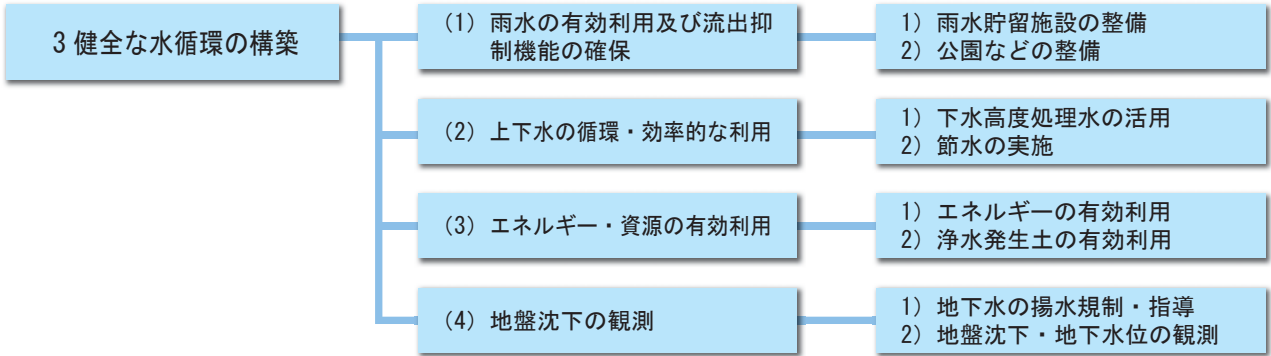 3 健全な水循環の構築
(1) 雨水の有効利用及び流出抑
制機能の確保
1) 雨水貯留施設の整備
2) 公園などの整備
(2) 上下水の循環・効率的な利用
1) 下水高度処理水の活用
2) 節水の実施
(3) エネルギー・資源の有効利用
1) エネルギーの有効利用
2) 浄水発生土の有効利用
(4) 地盤沈下の観測
1) 地下水の揚水規制・指導
2) 地盤沈下・地下水位の観測